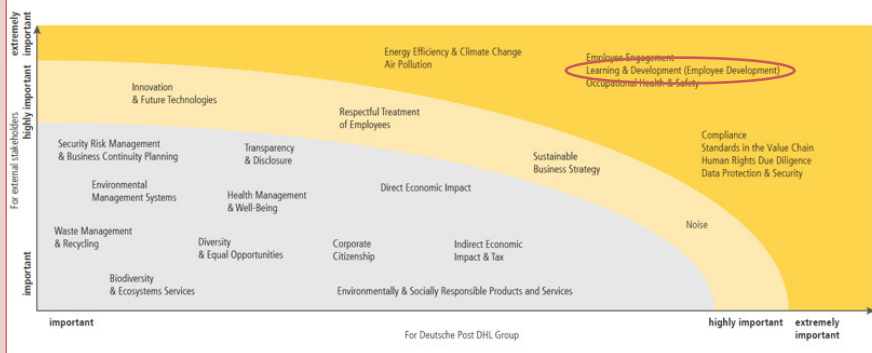 extremely
important
highly important
important
For external stakeholders
Energy Efficiency & Climate Change
Air Pollution
Employee Engagement
Learning & Development (Employee Development)
Occupational Health & Safety
Innovation
& Future Technologies
Respectful Treatment
of Employees
Compliance
Standards in the Value Chain
Human Rights Due Diligence
Data Protection & Security
Security Risk Management
& Business Continuity Planning
Transparency
& Disclosure
Sustainable
Business Strategy
Environmental
Management Systems
Health Management
& Well-Being
Direct Economic Impact
Noise
Waste Management
& Recycling
Diversity
& Equal Opportunities
Corporate
Citizenship
Indirect Economic
Impact & Tax
Biodiversity
& Ecosystems Services
Environmentally & Socially Responsible Products and Services
important
highly important
extremely
important
For Deutsche Post DHL Group